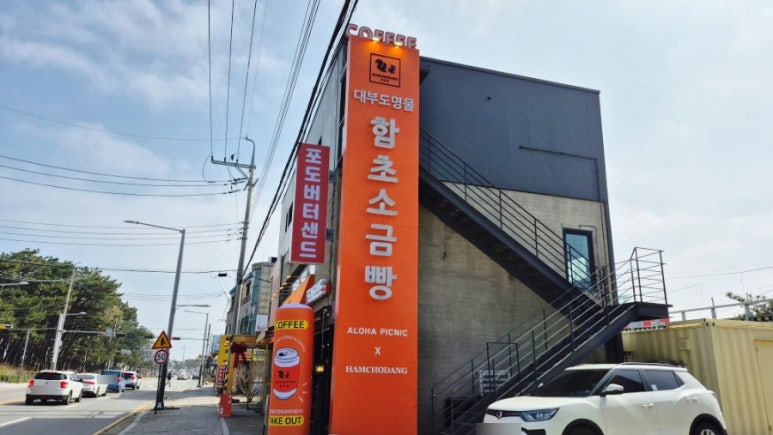 COFFEE
대부도명물
함초소금빵
ALOHA PICNIC
X
HAMCHODANG
포도버터샌드
COFFEE
TAKE OUT
50